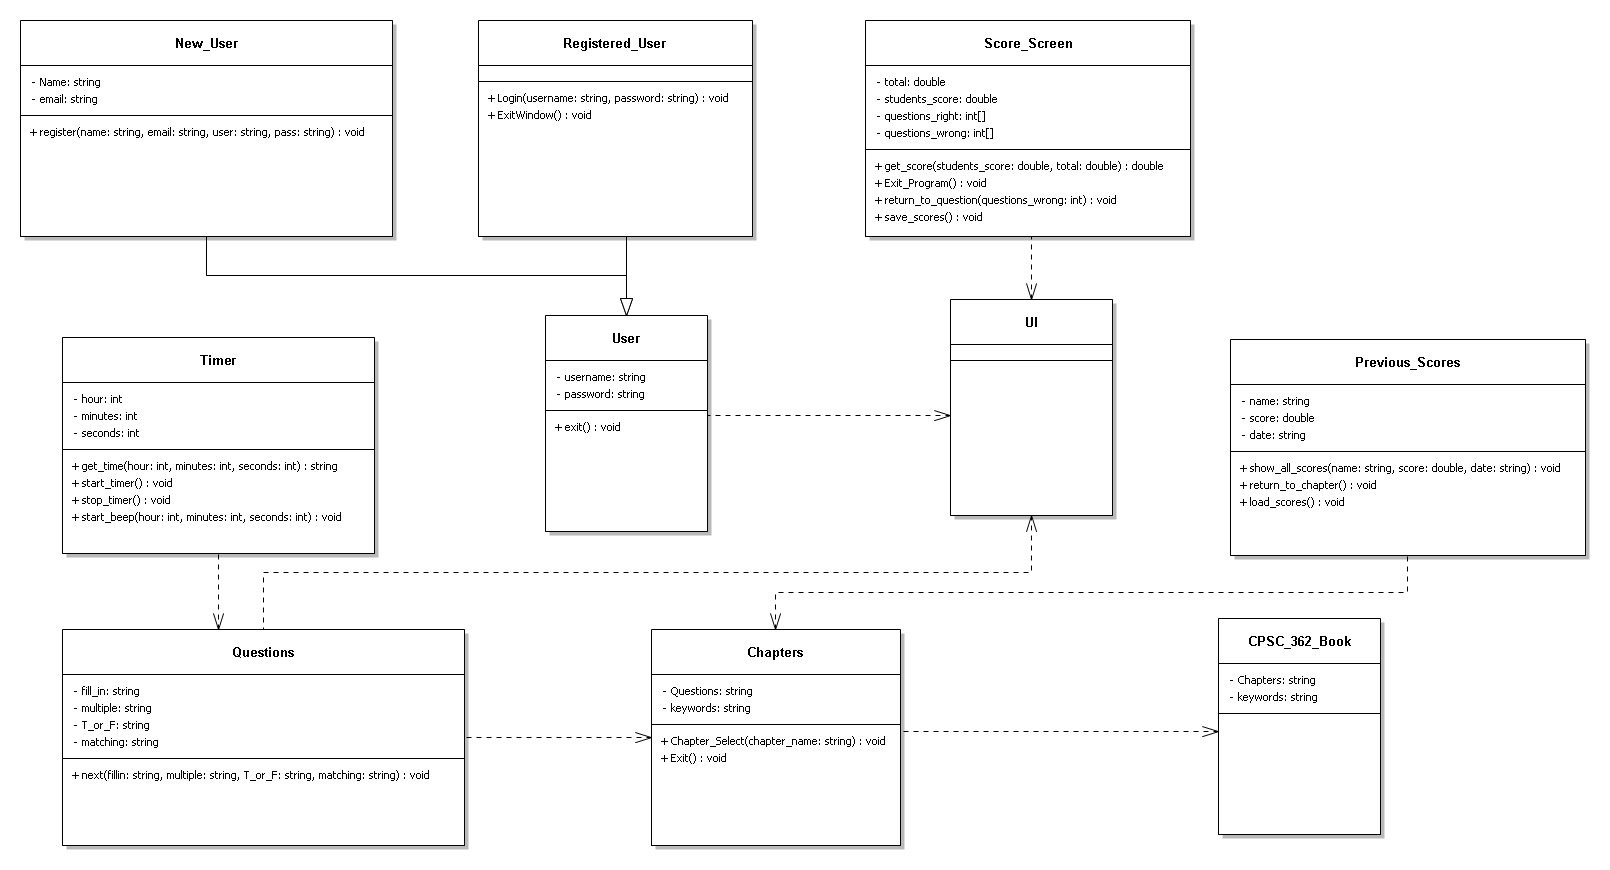 New_User
- Name: string
- email: string
+ register(name: string, email: string, user: string, pass: string) : void
Registered_User
+ Login(username: string, password: string) : void
+ ExitWindow() : void
Score_Screen
- total: double
- students_score: double
- questions_right: int[]
- questions_wrong: int[]
+ get_score(students_score: double, total: double) : double
+ Exit_Program() : void
+ return_to_question(questions_wrong: int) : void
+ save_scores() : void
Timer
- hour: int
- minutes: int
- seconds: int
+ get_time(hour: int, minutes: int, seconds: int) : string
+ start_timer() : void
+ stop_timer() : void
+ start_beep(hour: int, minutes: int, seconds: int) : void
User
- username: string
- password: string
+ exit() : void
UI
Previous_Scores
- name: string
- score: double
- date: string
+ show_all_scores(name: string, score: double, date: string) : void
+ return_to_chapter() : void
+ load_scores() : void
Questions
- fill_in: string
- multiple: string
- T_or_F: string
- matching: string
+ next(fillin: string, multiple: string, T_or_F: string, matching: string) : void
Chapters
- Questions: string
- keywords: string
+ Chapter_Select(chapter_name: string) : void
+ Exit() : void
CPSC_362_Book
- Chapters: string
- keywords: string